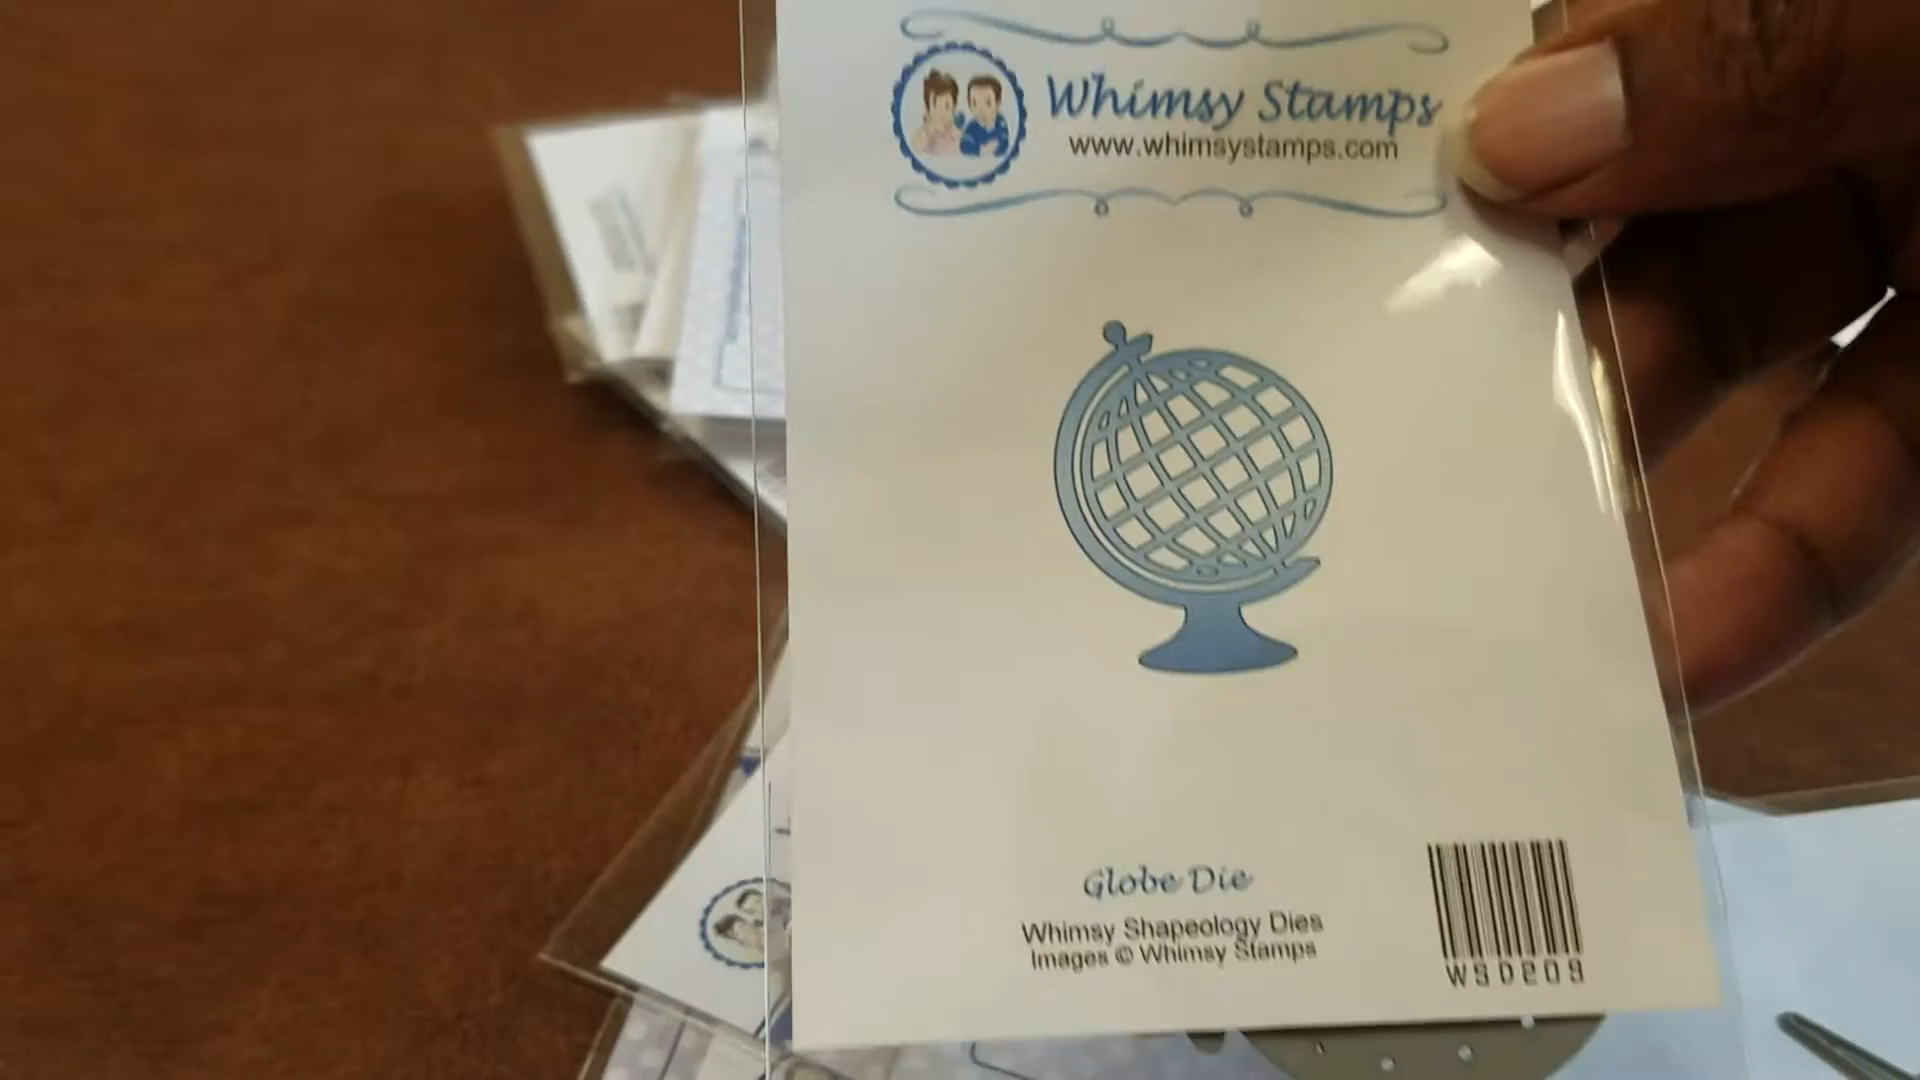 Whimsy Stamps
www.whimsystamps.com
Globe Die
Whimsy Shapeology Dies
Images © Whimsy Stamps
WSD209